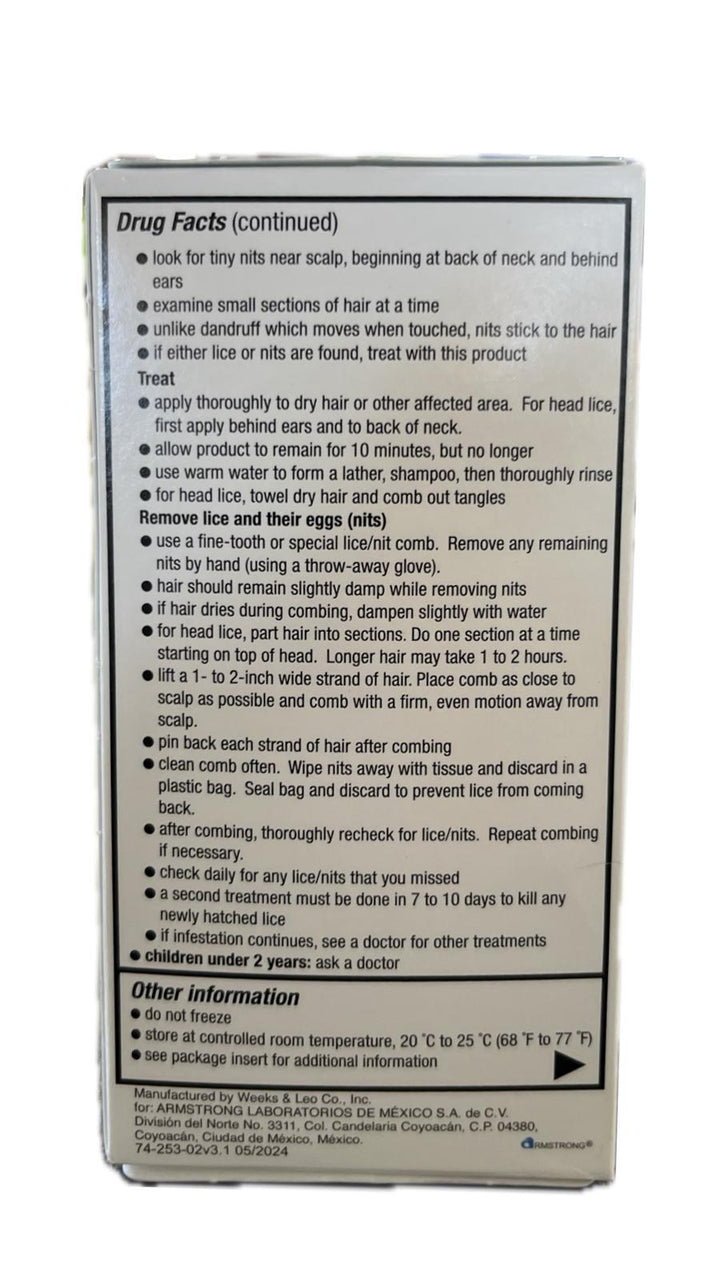 Drug Facts (continued)
● look for tiny nits near scalp, beginning at back of neck and behind
ears
● examine small sections of hair at a time
● unlike dandruff which moves when touched, nits stick to the hair
● if either lice or nits are found, treat with this product
Treat
● apply thoroughly to dry hair or other affected area. For head lice,
first apply behind ears and to back of neck.
● allow product to remain for 10 minutes, but no longer
● use warm water to form a lather, shampoo, then thoroughly rinse
● for head lice, towel dry hair and comb out tangles
Remove lice and their eggs (nits)
● use a fine-tooth or special lice/nit comb. Remove any remaining
nits by hand (using a throw-away glove).
● hair should remain slightly damp while removing nits
● if hair dries during combing, dampen slightly with water
● for head lice, part hair into sections. Do one section at a time
starting on top of head. Longer hair may take 1 to 2 hours.
● lift a 1- to 2-inch wide strand of hair. Place comb as close to
scalp as possible and comb with a firm, even motion away from
scalp.
● pin back each strand of hair after combing
● clean comb often. Wipe nits away with tissue and discard in a
plastic bag. Seal bag and discard to prevent lice from coming
back.
● after combing, thoroughly recheck for lice/nits. Repeat combing
if necessary.
● check daily for any lice/nits that you missed
● a second treatment must be done in 7 to 10 days to kill any
newly hatched lice
● if infestation continues, see a doctor for other treatments
● children under 2 years: ask a doctor
Other information
● do not freeze
● store at controlled room temperature, 20 °C to 25 °C (68 °F to 77 °F)
● see package insert for additional information
Manufactured by Weeks & Leo Co., Inc.
for: ARMSTRONG LABORATORIOS DE MÉXICO S.A. de C.V.
División del Norte No. 3311, Col. Candelaria Coyoacán, C.P. 04380,
Coyoacán, Ciudad de México, México.
74-253-02v3.1 05/2024
ARMSTRONG®